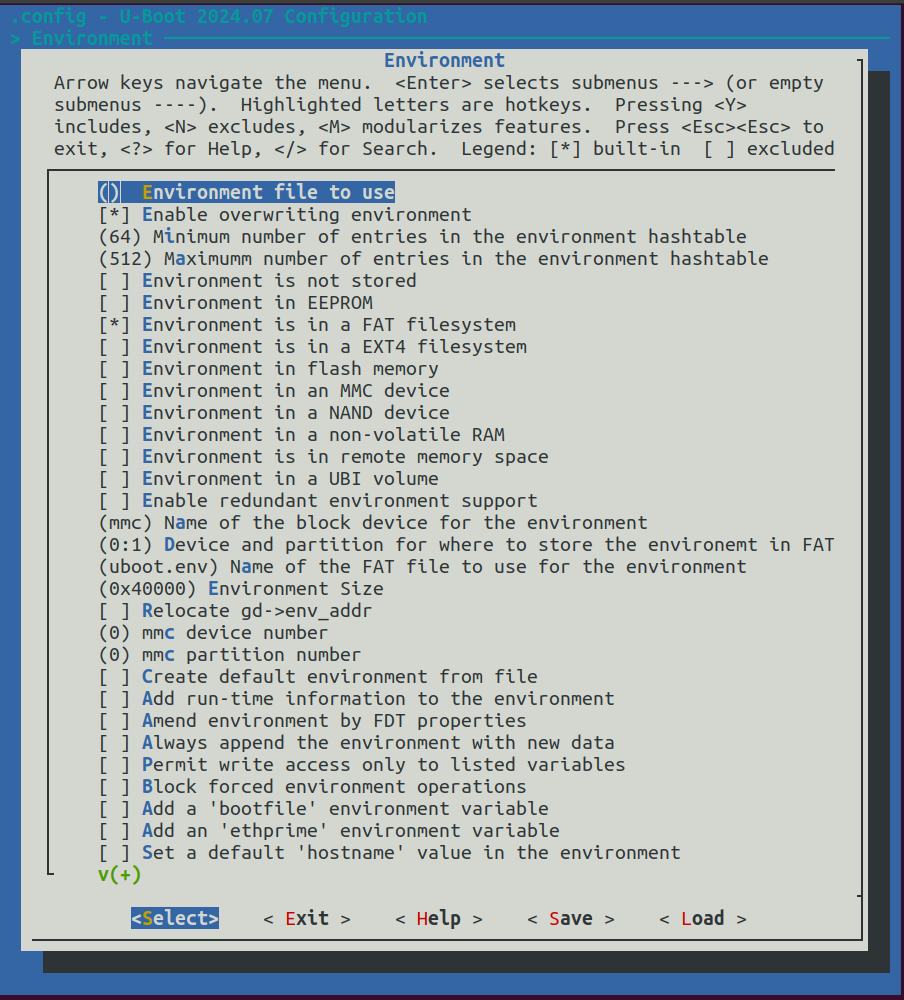 .config - U-Boot 2024.07 Configuration
> Environment
Environment
Arrow keys navigate the menu.  <Enter> selects submenus ---> (or empty
submenus ----).  Highlighted letters are hotkeys.  Pressing <Y>
includes, <N> excludes, <M> modularizes features.  Press <Esc><Esc> to
exit, <?> for Help, </> for Search.  Legend: [*] built-in  [ ] excluded
()  Environment file to use
[*] Enable overwriting environment
(64) Minimum number of entries in the environment hashtable
(512) Maximumm number of entries in the environment hashtable
[ ] Environment is not stored
[ ] Environment in EEPROM
[*] Environment is in a FAT filesystem
[ ] Environment is in a EXT4 filesystem
[ ] Environment in flash memory
[ ] Environment in an MMC device
[ ] Environment in a NAND device
[ ] Environment in a non-volatile RAM
[ ] Environment is in remote memory space
[ ] Environment in a UBI volume
[ ] Enable redundant environment support
(mmc) Name of the block device for the environment
(0:1) Device and partition for where to store the environemt in FAT
(uboot.env) Name of the FAT file to use for the environment
(0x40000) Environment Size
[ ] Relocate gd->env_addr
(0) mmc device number
(0) mmc partition number
[ ] Create default environment from file
[ ] Add run-time information to the environment
[ ] Amend environment by FDT properties
[ ] Always append the environment with new data
[ ] Permit write access only to listed variables
[ ] Block forced environment operations
[ ] Add a 'bootfile' environment variable
[ ] Add an 'ethprime' environment variable
[ ] Set a default 'hostname' value in the environment
v(+)
<Select>    < Exit >    < Help >    < Save >    < Load >